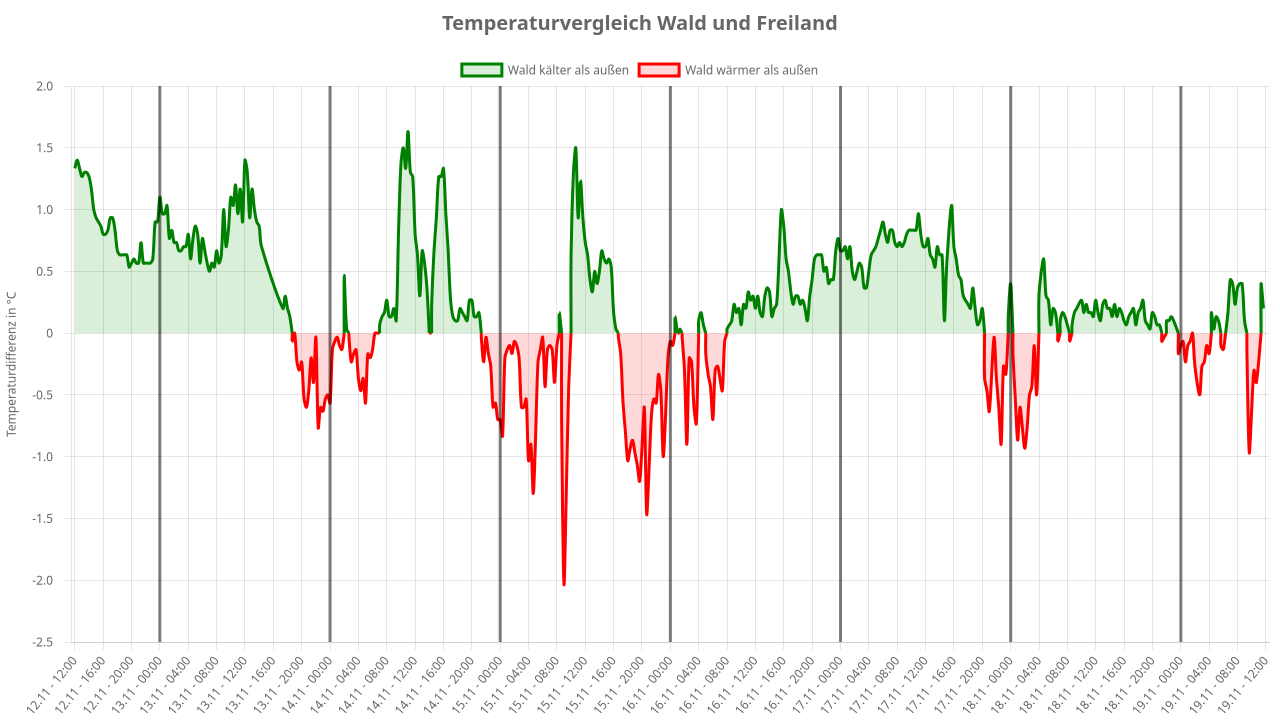 Temperaturvergleich Wald und Freiland
Wald kälter als außen
Wald wärmer als außen
Temperaturdifferenz in °C
2.0
1.5
1.0
0.5
0
-0.5
-1.0
-1.5
-2.0
-2.5
12.11 - 12:00
12.11 - 16:00
12.11 - 20:00
13.11 - 00:00
13.11 - 04:00
13.11 - 08:00
13.11 - 12:00
13.11 - 16:00
13.11 - 20:00
14.11 - 00:00
14.11 - 04:00
14.11 - 08:00
14.11 - 12:00
14.11 - 16:00
14.11 - 20:00
15.11 - 00:00
15.11 - 04:00
15.11 - 08:00
15.11 - 12:00
15.11 - 16:00
15.11 - 20:00
16.11 - 00:00
16.11 - 04:00
16.11 - 08:00
16.11 - 12:00
16.11 - 16:00
16.11 - 20:00
17.11 - 00:00
17.11 - 04:00
17.11 - 08:00
17.11 - 12:00
17.11 - 16:00
17.11 - 20:00
18.11 - 00:00
18.11 - 04:00
18.11 - 08:00
18.11 - 12:00
18.11 - 16:00
18.11 - 20:00
19.11 - 00:00
19.11 - 04:00
19.11 - 08:00
19.11 - 12:00